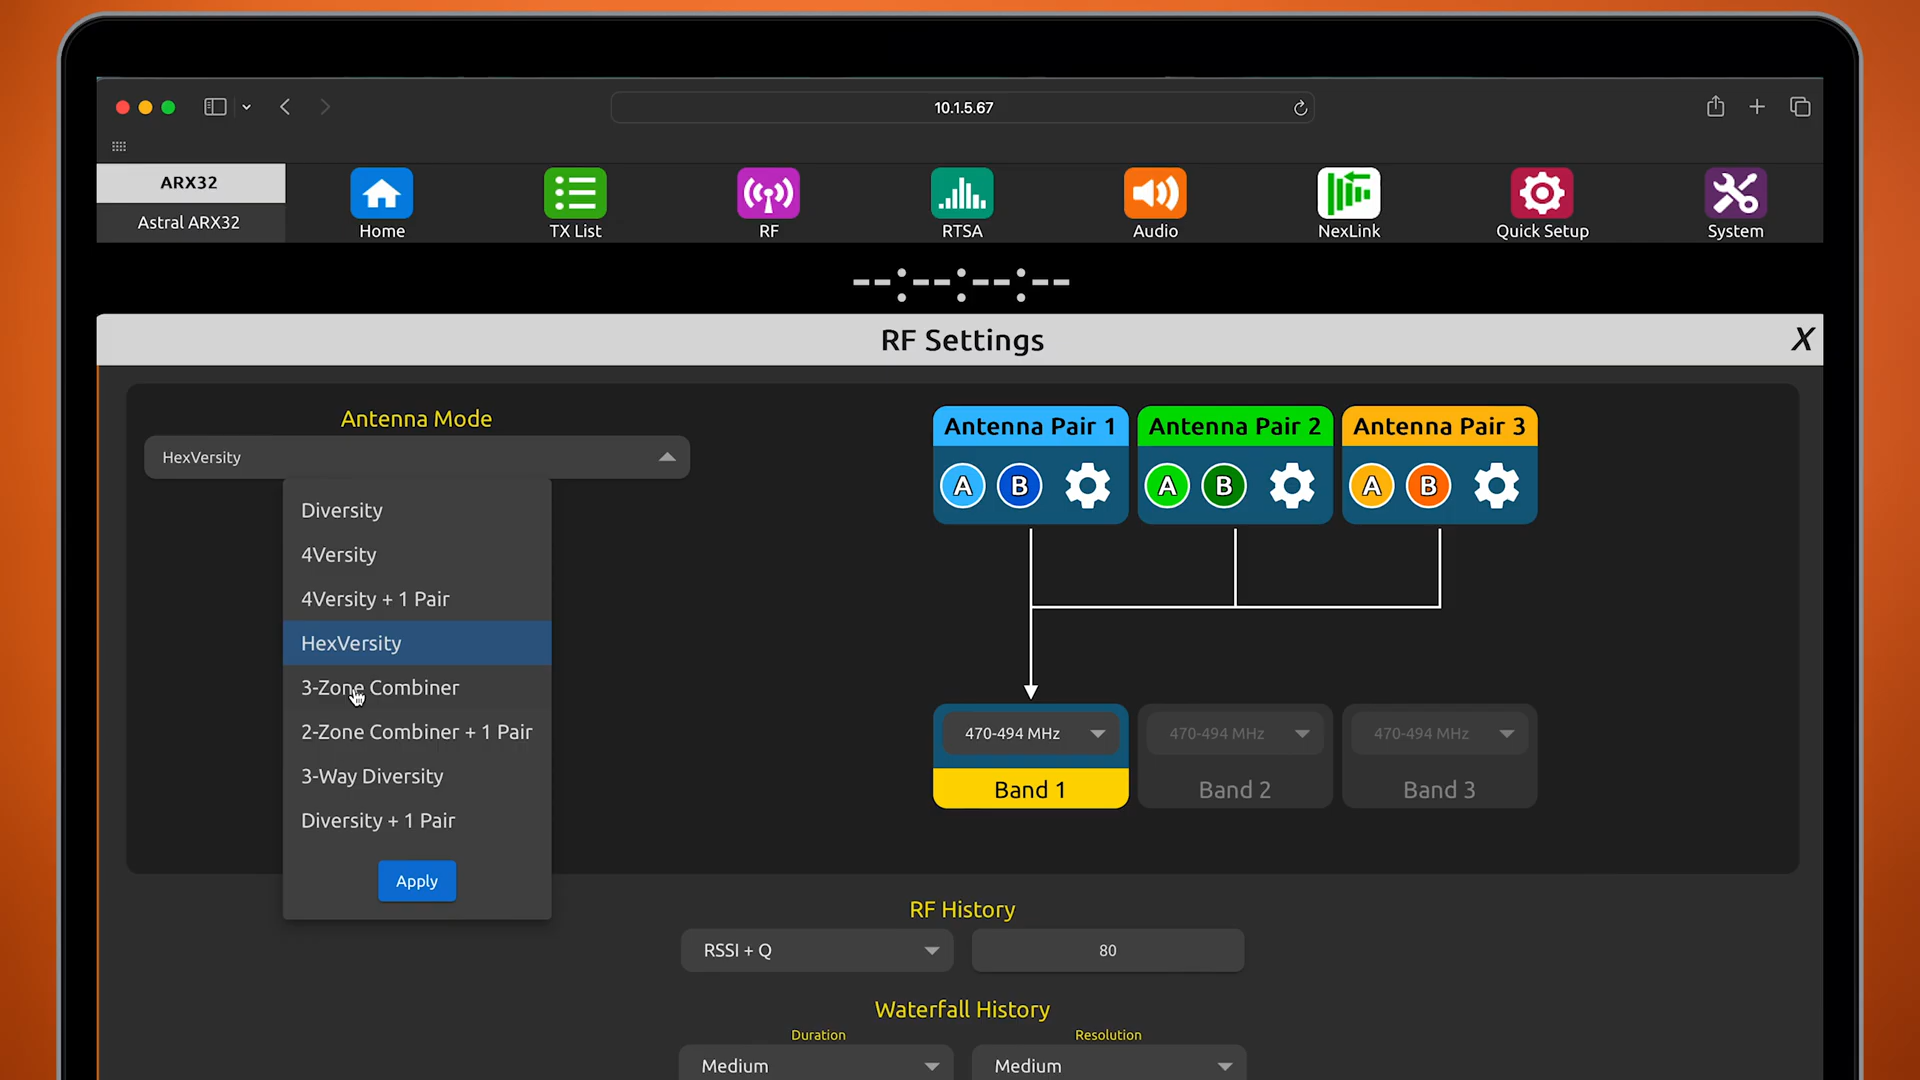 10.1.5.67
ARX32
Astral ARX32
Home
TX List
RF
RTSA
Audio
NexLink
Quick Setup
System
--:--:--:--
RF Settings
X
Antenna Mode
HexVersity
Diversity
4Versity
4Versity + 1 Pair
HexVersity
3-Zone Combiner
2-Zone Combiner + 1 Pair
3-Way Diversity
Diversity + 1 Pair
Apply
Antenna Pair 1
A B
Antenna Pair 2
A B
Antenna Pair 3
A B
470-494 MHz
Band 1
470-494 MHz
Band 2
470-494 MHz
Band 3
RF History
RSSI + Q
80
Waterfall History
Duration
Resolution
Medium
Medium